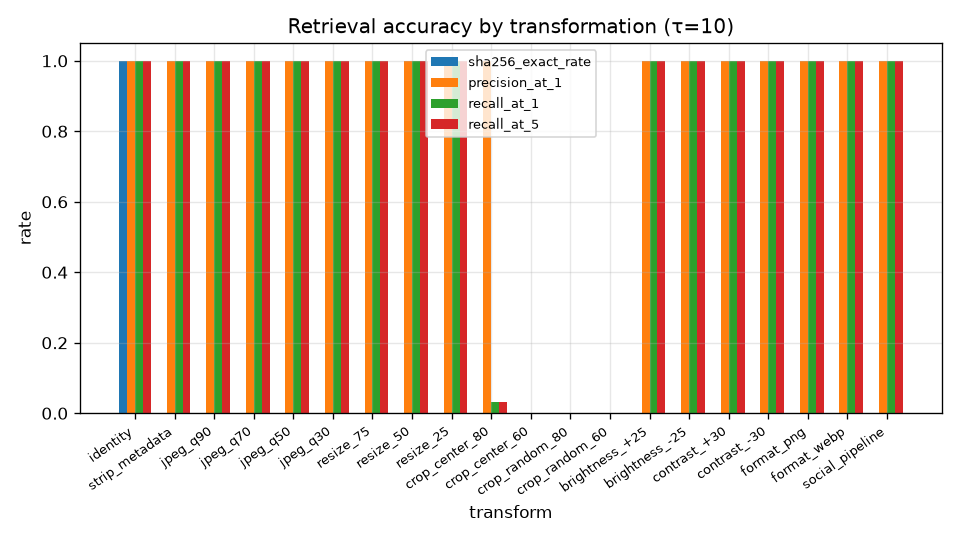 Retrieval accuracy by transformation (τ=10)
1.0
0.8
0.6
0.4
0.2
0.0
rate
sha256_exact_rate
precision_at_1
recall_at_1
recall_at_5
identity
strip_metadata
jpeg_q90
jpeg_q70
jpeg_q50
jpeg_q30
resize_75
resize_50
resize_25
crop_center_80
crop_center_60
crop_random_80
crop_random_60
brightness_+25
brightness_-25
contrast_+30
contrast_-30
format_png
format_webp
social_pipeline
transform